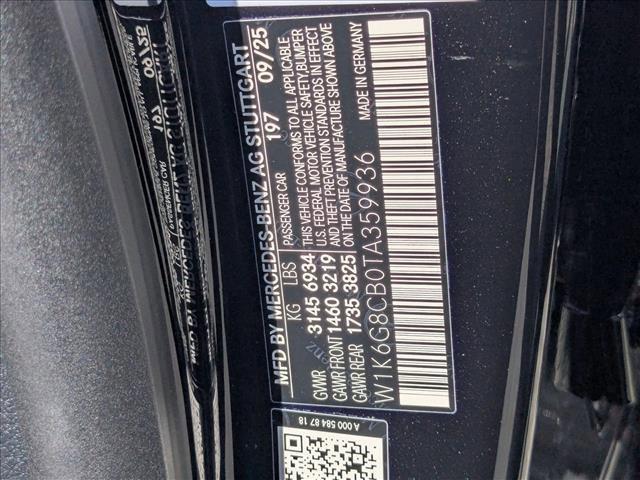 MFD BY MERCEDES-BENZ AG STUTTGART
KG LBS PASSENGER CAR 197 09/25
GVWR 3145 6934
GAWR FRONT 1460 3219
GAWR REAR 1735 3825
THIS VEHICLE CONFORMS TO ALL APPLICABLE
U.S. FEDERAL MOTOR VEHICLE SAFETY, BUMPER
AND THEFT PREVENTION STANDARDS IN EFFECT
ON THE DATE OF MANUFACTURE SHOWN ABOVE
MADE IN GERMANY
W1K6G8CB0TA359936
A 000 584 87 18